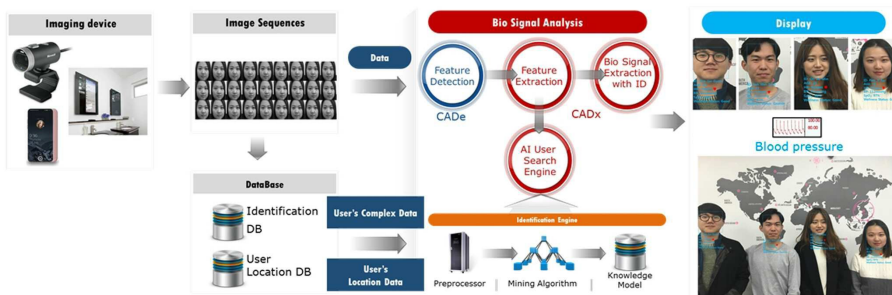 Imaging device
Image Sequences
Data
Bio Signal Analysis
Feature
Detection
CADe
Feature
Extraction
Bio Signal
Extraction
with ID
CADx
AI User
Search
Engine
Display
Blood pressure
DataBase
Identification
DB
User
Location DB
User's Complex Data
User's
Location Data
Identification Engine
Preprocessor
Mining Algorithm
Knowledge
Model